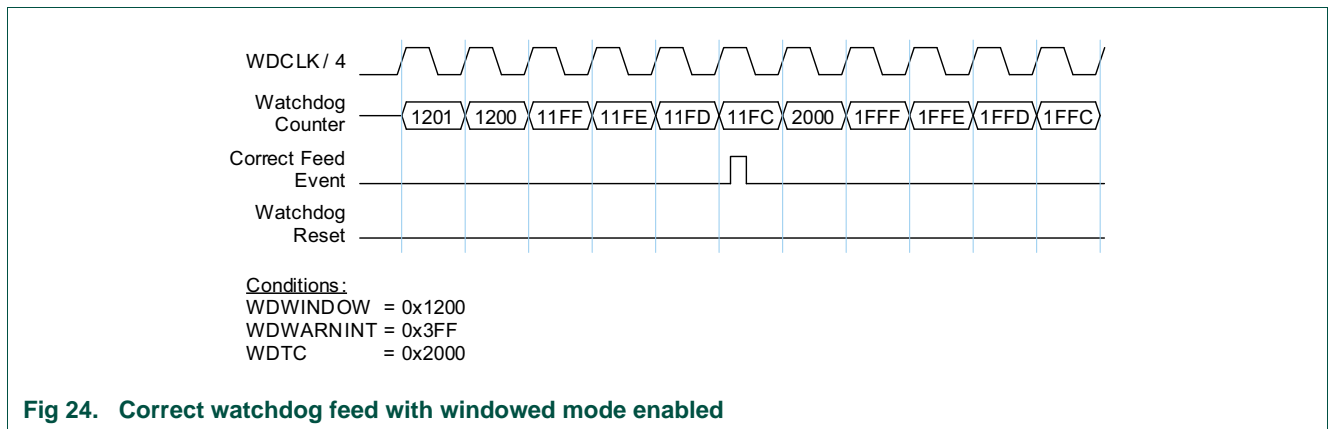 WDCLK / 4
Watchdog
Counter
1201 1200 11FF 11FE 11FD 11FC 2000 1FFF 1FFE 1FFD 1FFC
Correct Feed
Event
Watchdog
Reset
Conditions:
WDWINDOW = 0x1200
WDWARNINT = 0x3FF
WDTC = 0x2000
Fig 24. Correct watchdog feed with windowed mode enabled